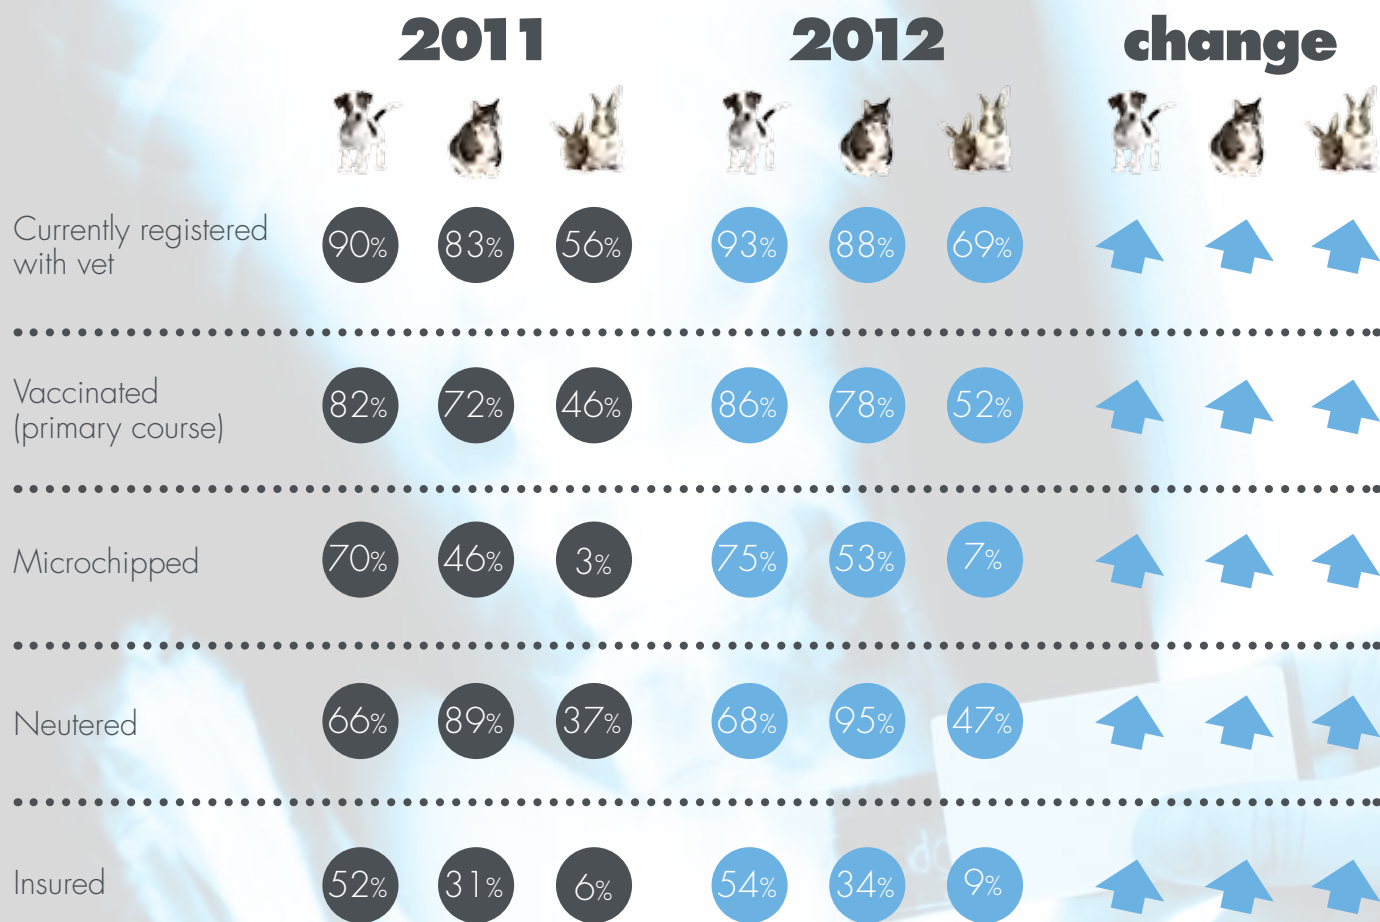 2011 2012 change
Currently registered
with vet
90% 83% 56% 93% 88% 69%
Vaccinated
(primary course)
82% 72% 46% 86% 78% 52%
Microchipped
70% 46% 3% 75% 53% 7%
Neutered
66% 89% 37% 68% 95% 47%
Insured
52% 31% 6% 54% 34% 9%